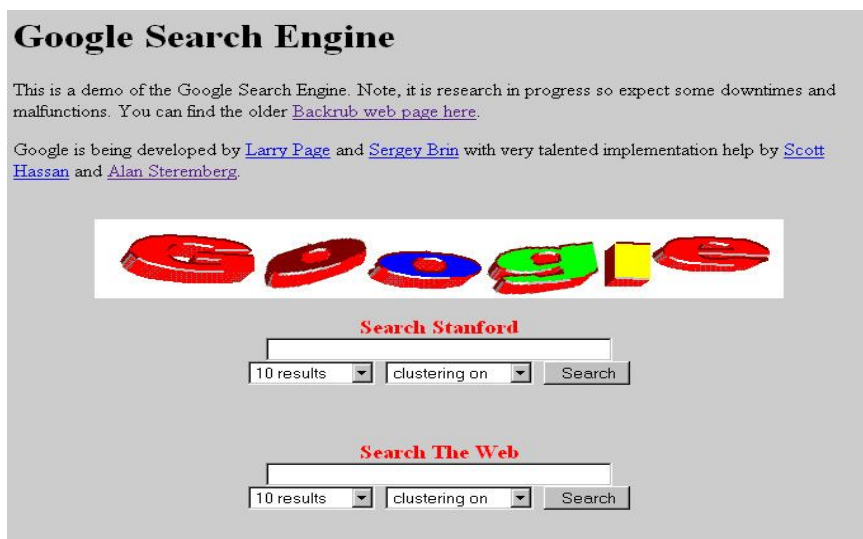 Google Search Engine
This is a demo of the Google Search Engine. Note, it is research in progress so expect some downtimes and
malfunctions. You can find the older Backrub web page here.
Google is being developed by Larry Page and Sergey Brin with very talented implementation help by Scott
Hassan and Alan Steremberg.
Google
Search Stanford
10 results clustering on Search
Search The Web
10 results clustering on Search